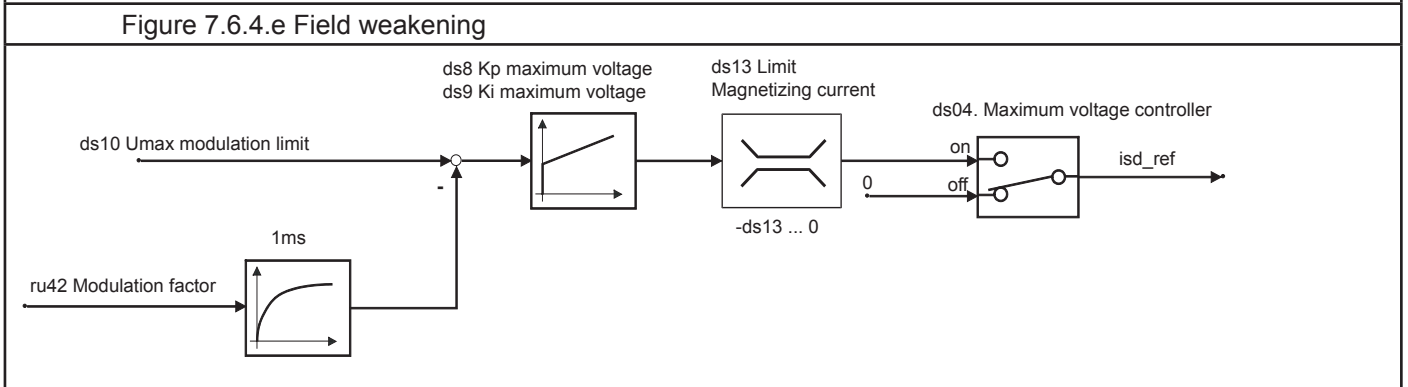 Figure 7.6.4.e Field weakening
ds8 Kp maximum voltage
ds9 Ki maximum voltage
ds13 Limit
Magnetizing current
ds04. Maximum voltage controller
ds10 Umax modulation limit
on
isd_ref
-
0
off
-ds13 ... 0
1ms
ru42 Modulation factor